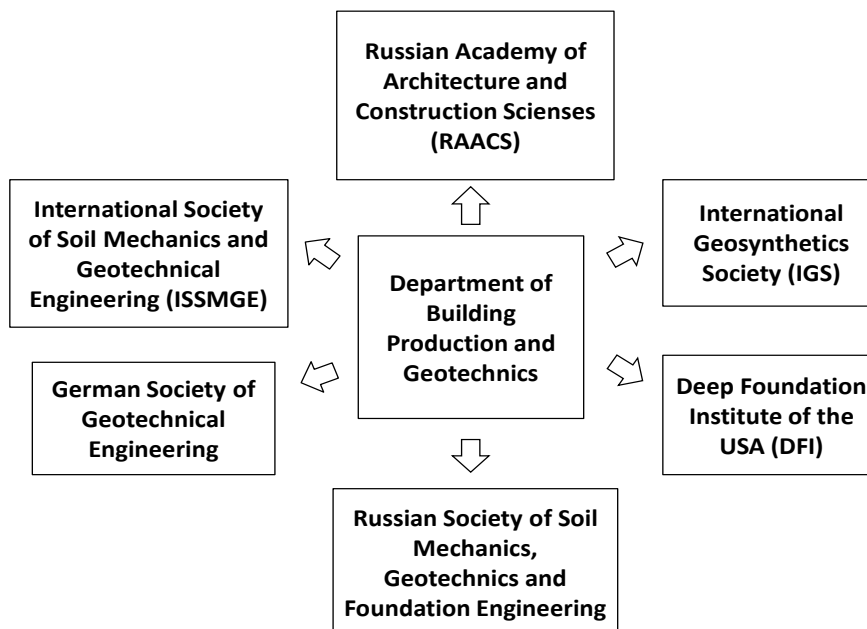 Russian Academy of
Architecture and
Construction Scienses
(RAACS)
International Society
of Soil Mechanics and
Geotechnical
Engineering (ISSMGE)
International
Geosynthetics
Society (IGS)
Department of
Building
Production and
Geotechnics
German Society of
Geotechnical
Engineering
Deep Foundation
Institute of the
USA (DFI)
Russian Society of Soil
Mechanics,
Geotechnics and
Foundation Engineering